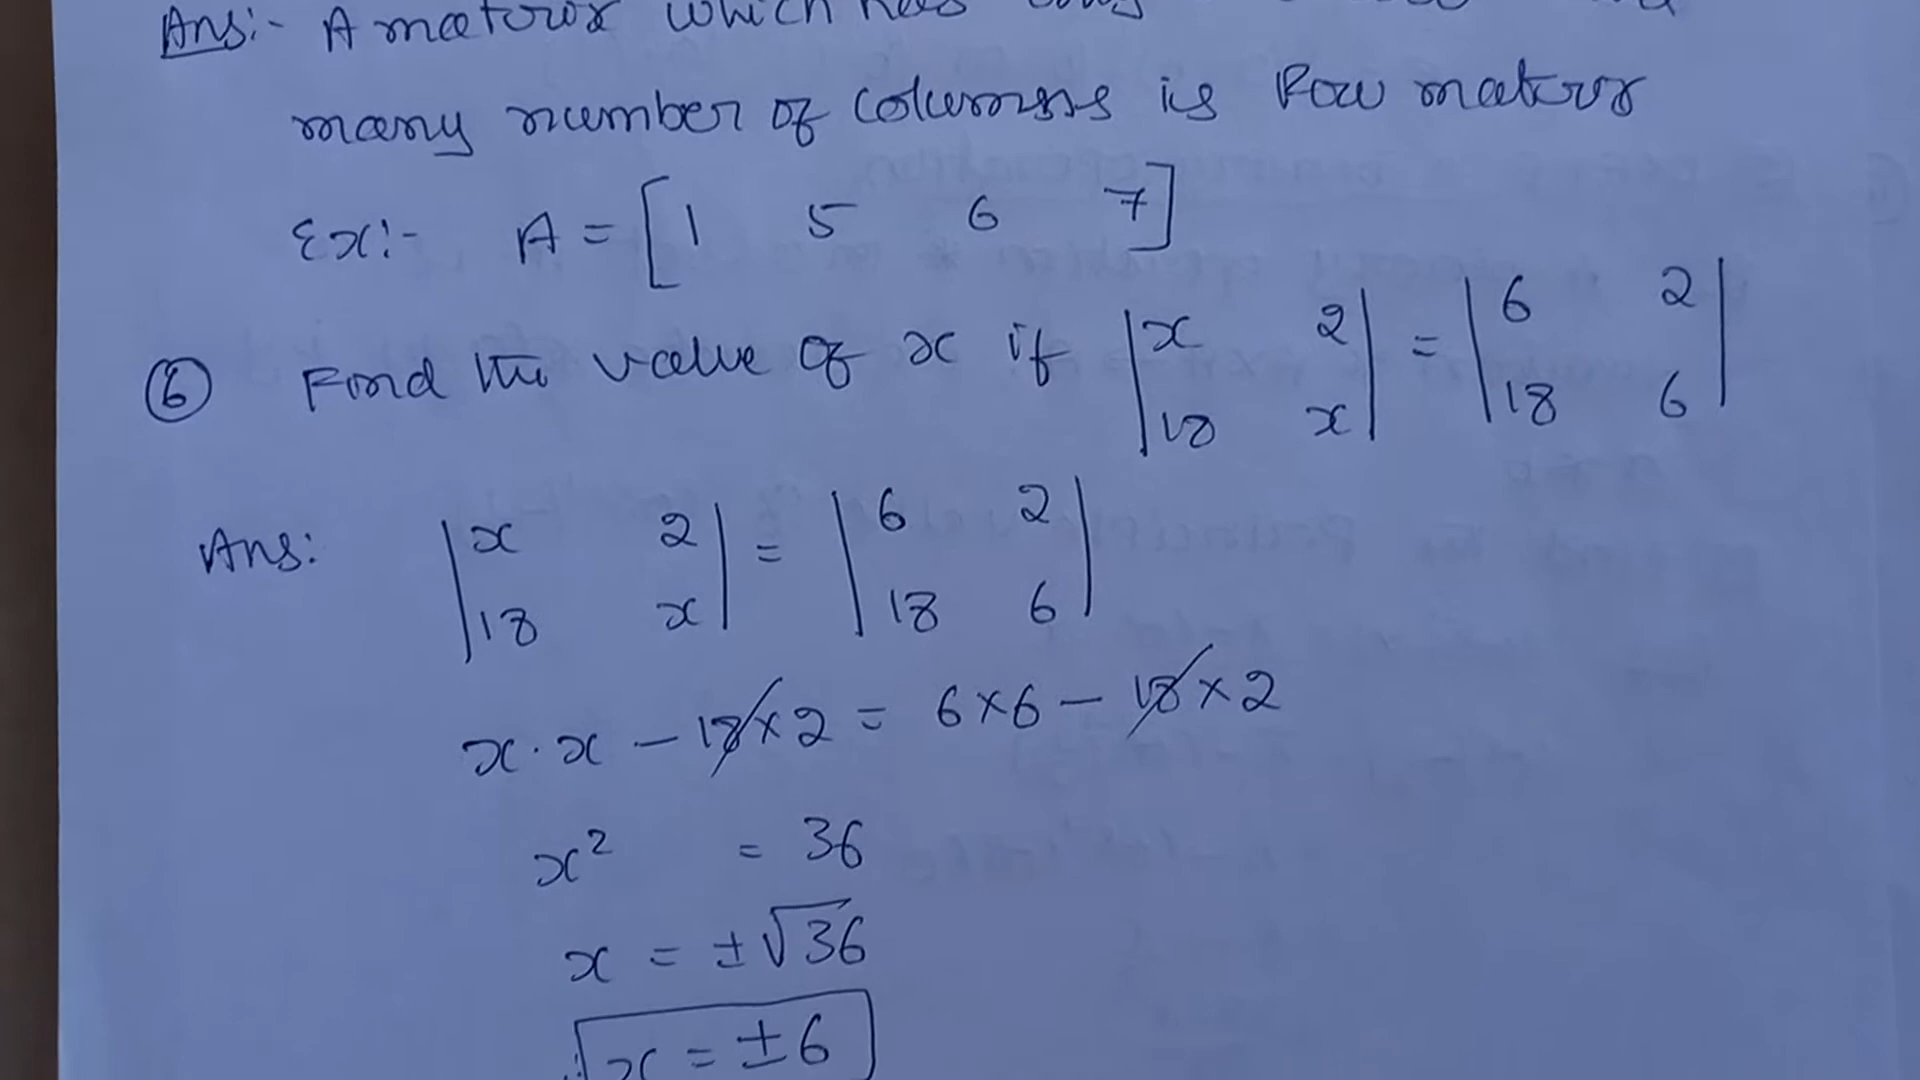 Ans:- A matrix which has only
many number of columns is Row matrix
Ex:- A = [1 5 6 7]
⑥ Find the value of x if |x 2| = |6 2|
|18 x| |18 6|
Ans: |x 2| = |6 2|
|18 x| |18 6|
x·x - 18×2 = 6×6 - 18×2
x² = 36
x = ±√36
x = ±6